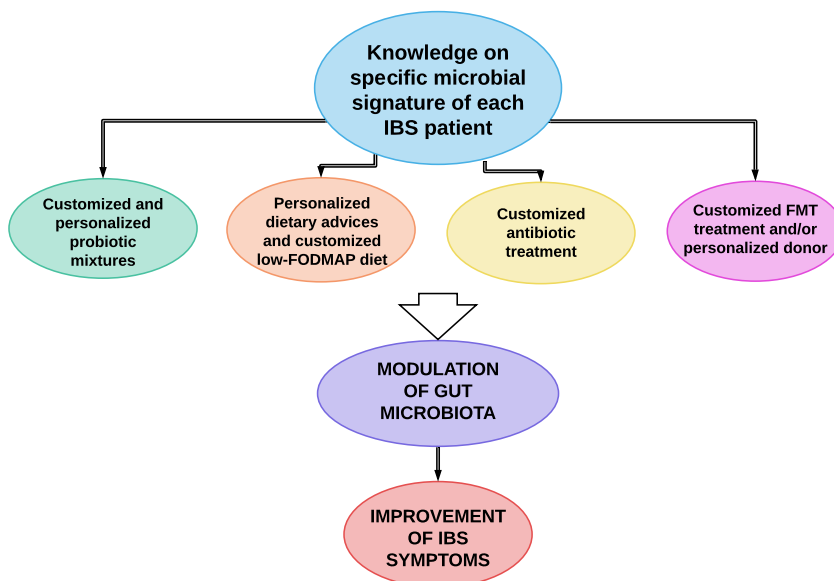 Knowledge on
specific microbial
signature of each
IBS patient
Customized and
personalized
probiotic
mixtures
Personalized
dietary advices
and customized
low-FODMAP diet
Customized
antibiotic
treatment
Customized FMT
treatment and/or
personalized donor
MODULATION
OF GUT
MICROBIOTA
IMPROVEMENT
OF IBS
SYMPTOMS